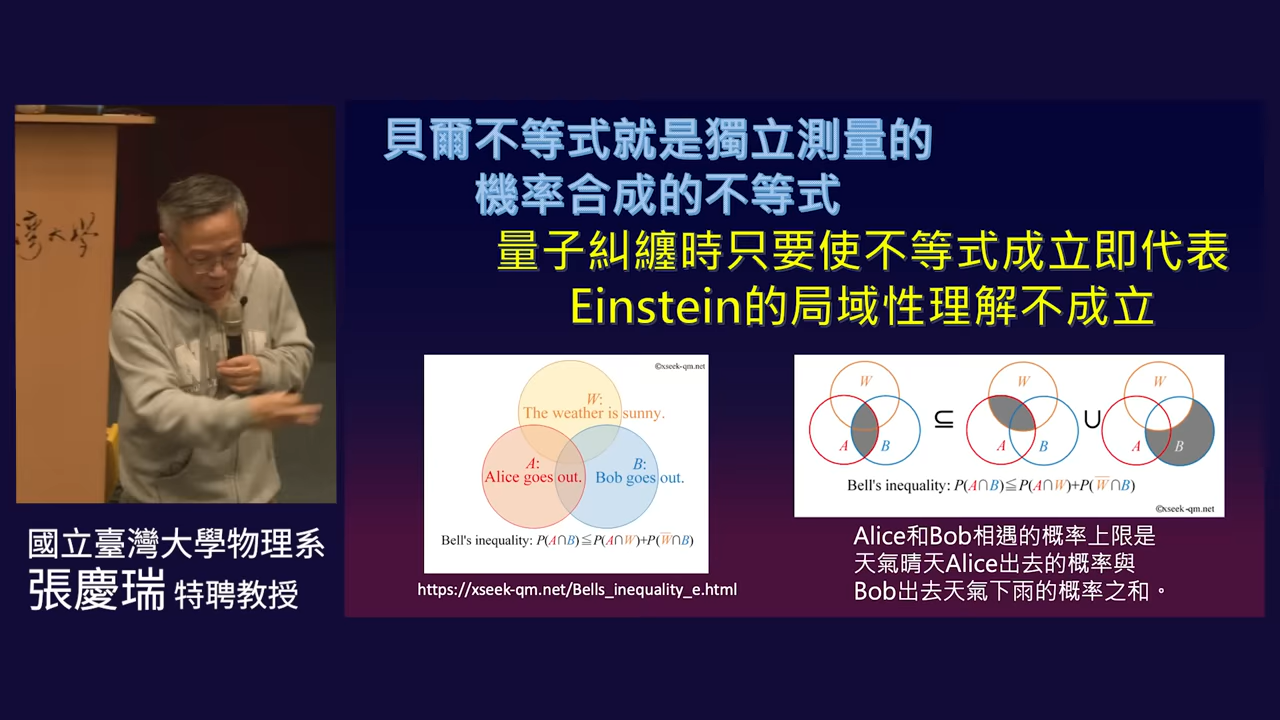 貝爾不等式就是獨立測量的
機率合成的不等式
量子糾纏時只要使不等式成立即代表
Einstein的局域性理解不成立
灣大學
國立臺灣大學物理系
張慶瑞 特聘教授
©xseek-qm.net
W:
The weather is sunny.
A:
Alice goes out.
B:
Bob goes out.
Bell's inequality: P(A∩B)≦P(A∩W)+P(W̅∩B)
https://xseek-qm.net/Bells_inequality_e.html
W
A
B
⊆
W
A
B
∪
W
A
B
Bell's inequality: P(A∩B)≦P(A∩W)+P(W̅∩B)
©xseek-qm.net
Alice和Bob相遇的概率上限是
天氣晴天Alice出去的概率與
Bob出去天氣下雨的概率之和。